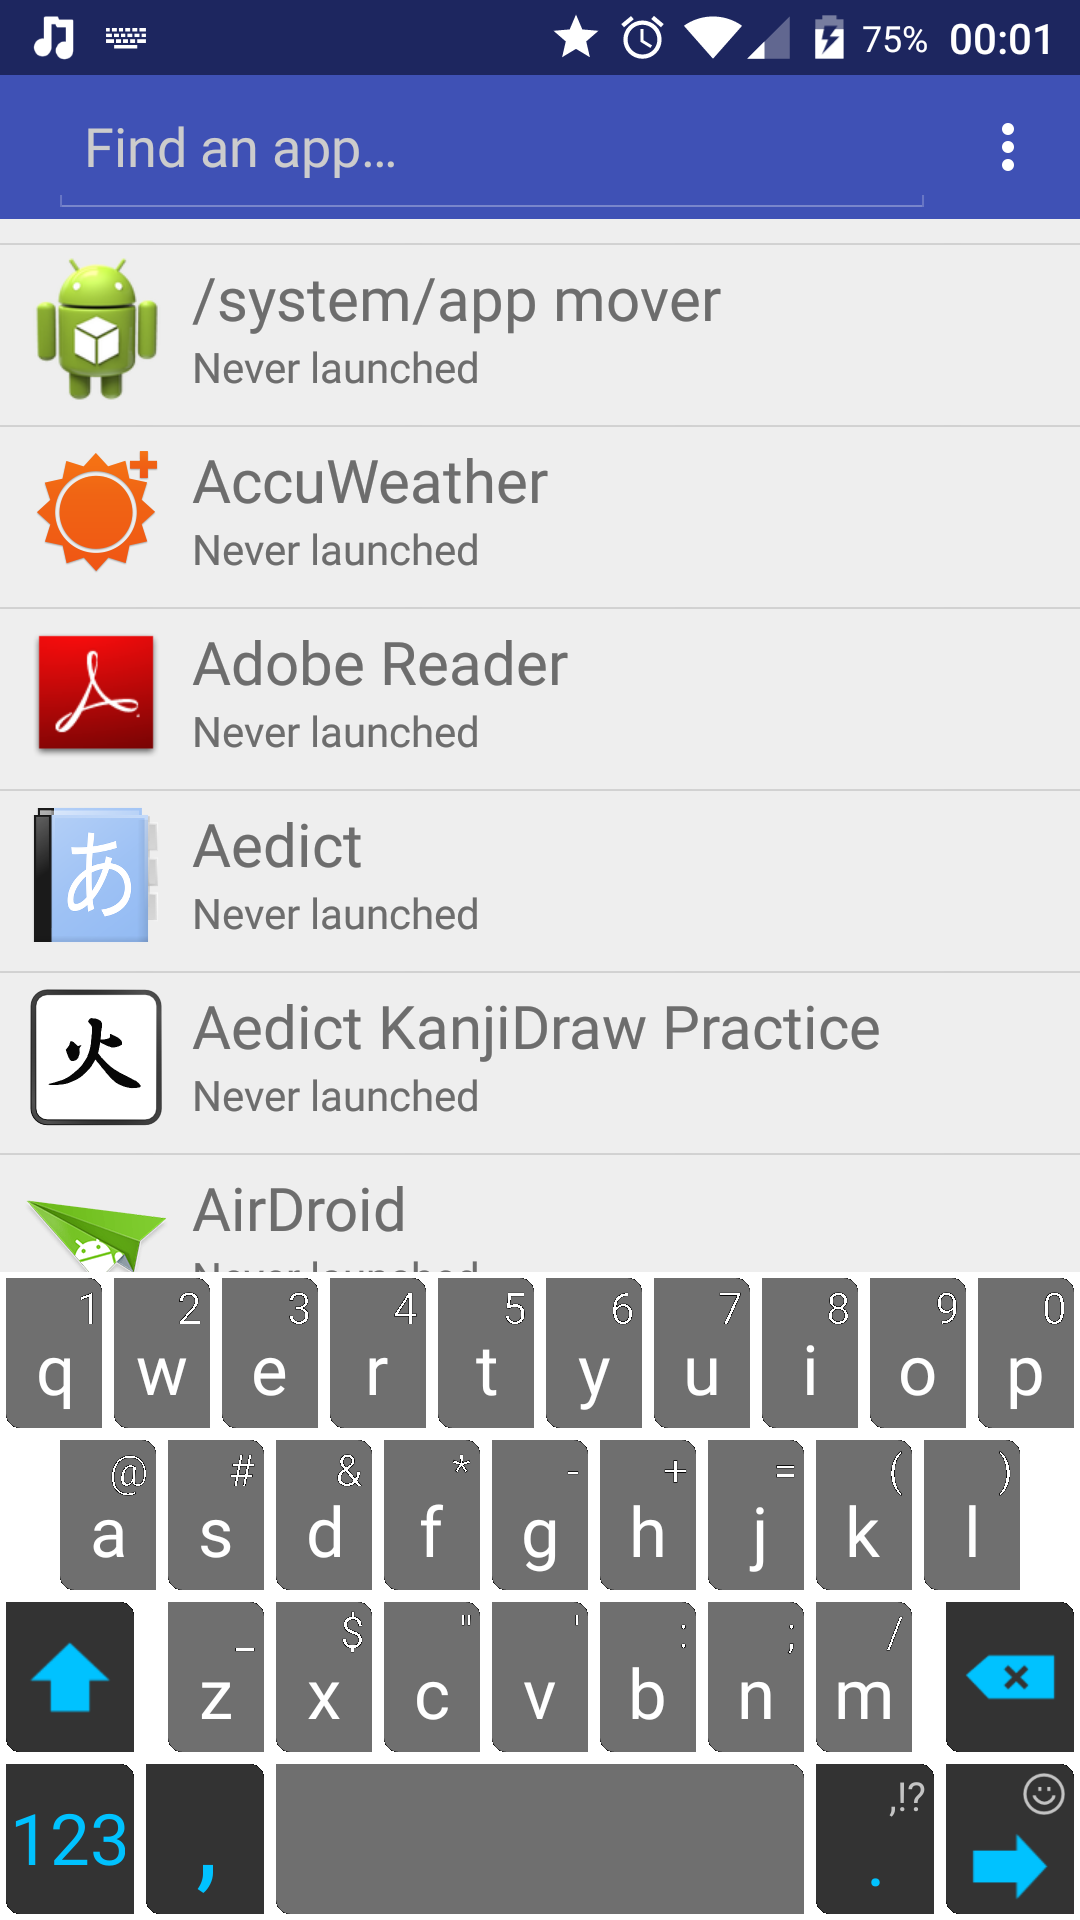 75% 00:01
Find an app...
/system/app mover
Never launched
AccuWeather
Never launched
Adobe Reader
Never launched
あ
Aedict
Never launched
火
Aedict KanjiDraw Practice
Never launched
AirDroid
Never launched
1 2 3 4 5 6 7 8 9 0
q w e r t y u i o p
@ # & * - + = ( )
a s d f g h j k l
_ $ " ' : ; /
z x c v b n m
,!?
123 , .